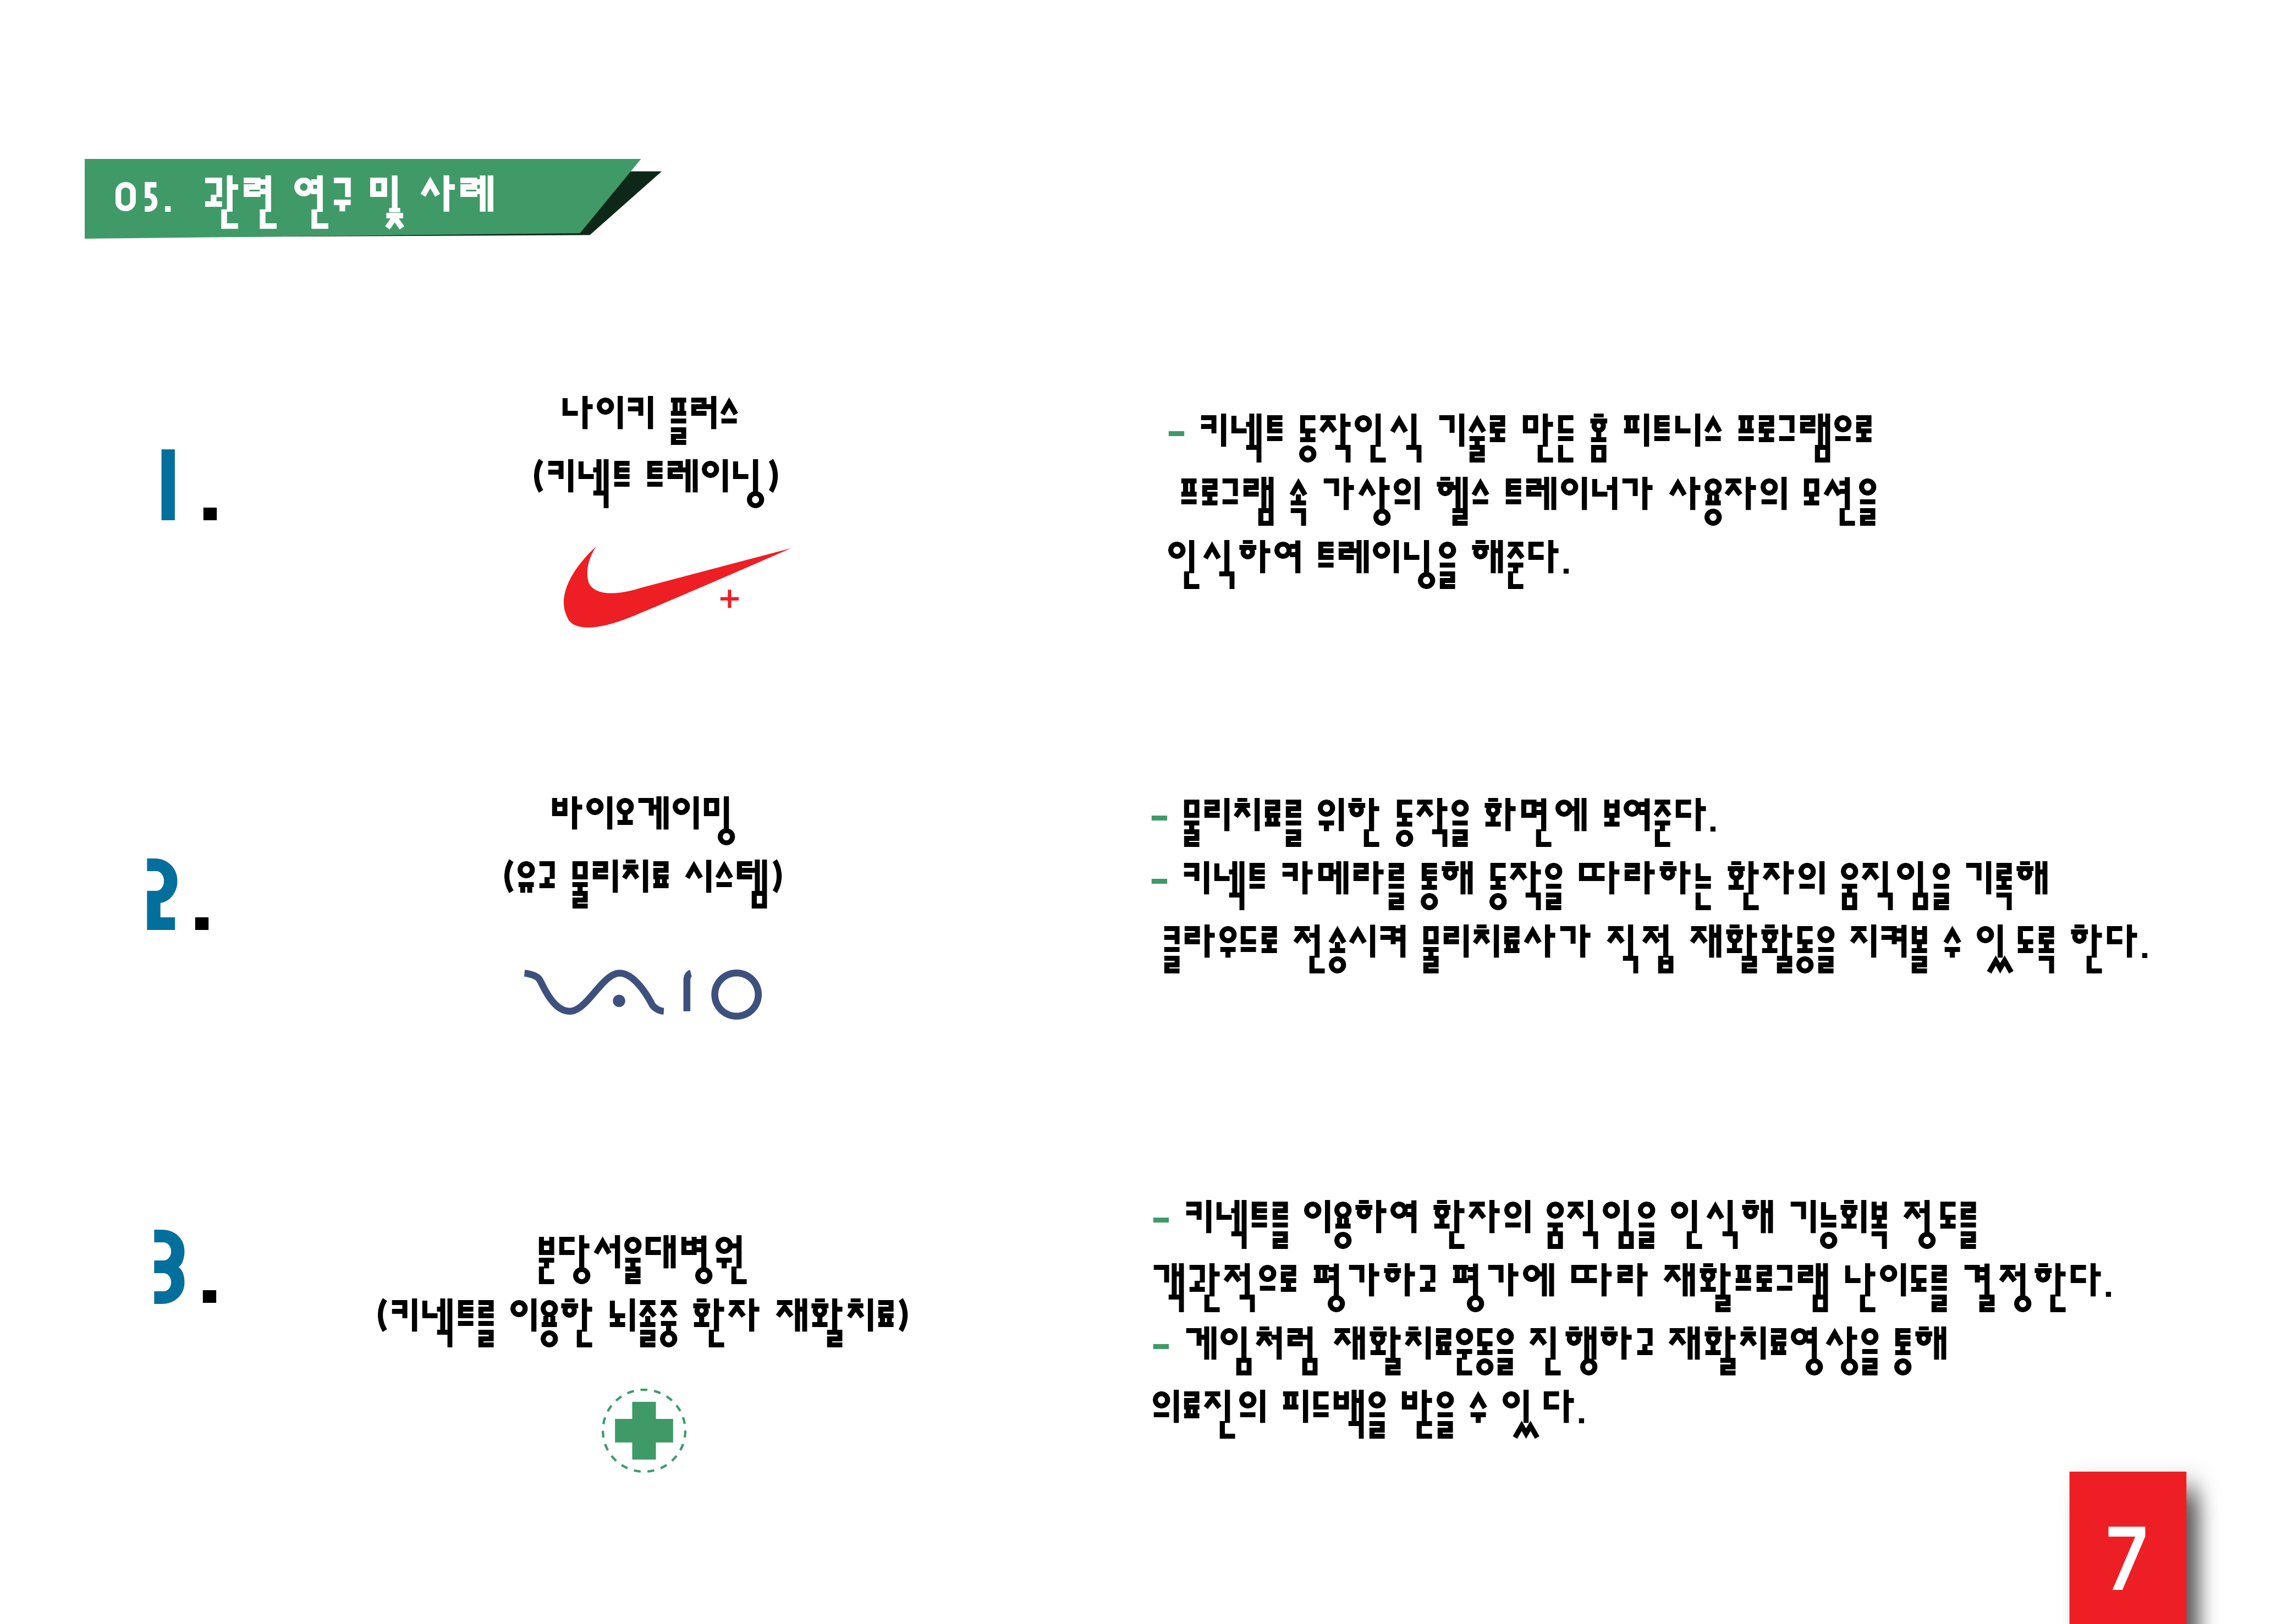 05. 관련 연구 및 사례
1.
나이키 플러스
(키넥트 트레이닝)
+
- 키넥트 동작인식 기술로 만든 홈 피트니스 프로그램으로
프로그램 속 가상의 헬스 트레이너가 사용자의 모션을
인식하여 트레이닝을 해준다.
2.
바이오게이밍
(유고 물리치료 시스템)
VAIO
- 물리치료를 위한 동작을 화면에 보여준다.
- 키넥트 카메라를 통해 동작을 따라하는 환자의 움직임을 기록해
클라우드로 전송시켜 물리치료사가 직접 재활활동을 지켜볼 수 있도록 한다.
3.
분당서울대병원
(키넥트를 이용한 뇌졸중 환자 재활치료)
- 키넥트를 이용하여 환자의 움직임을 인식해 기능회복 정도를
객관적으로 평가하고 평가에 따라 재활프로그램 난이도를 결정한다.
- 게임처럼 재활치료운동을 진행하고 재활치료영상을 통해
의료진의 피드백을 받을 수 있다.
7